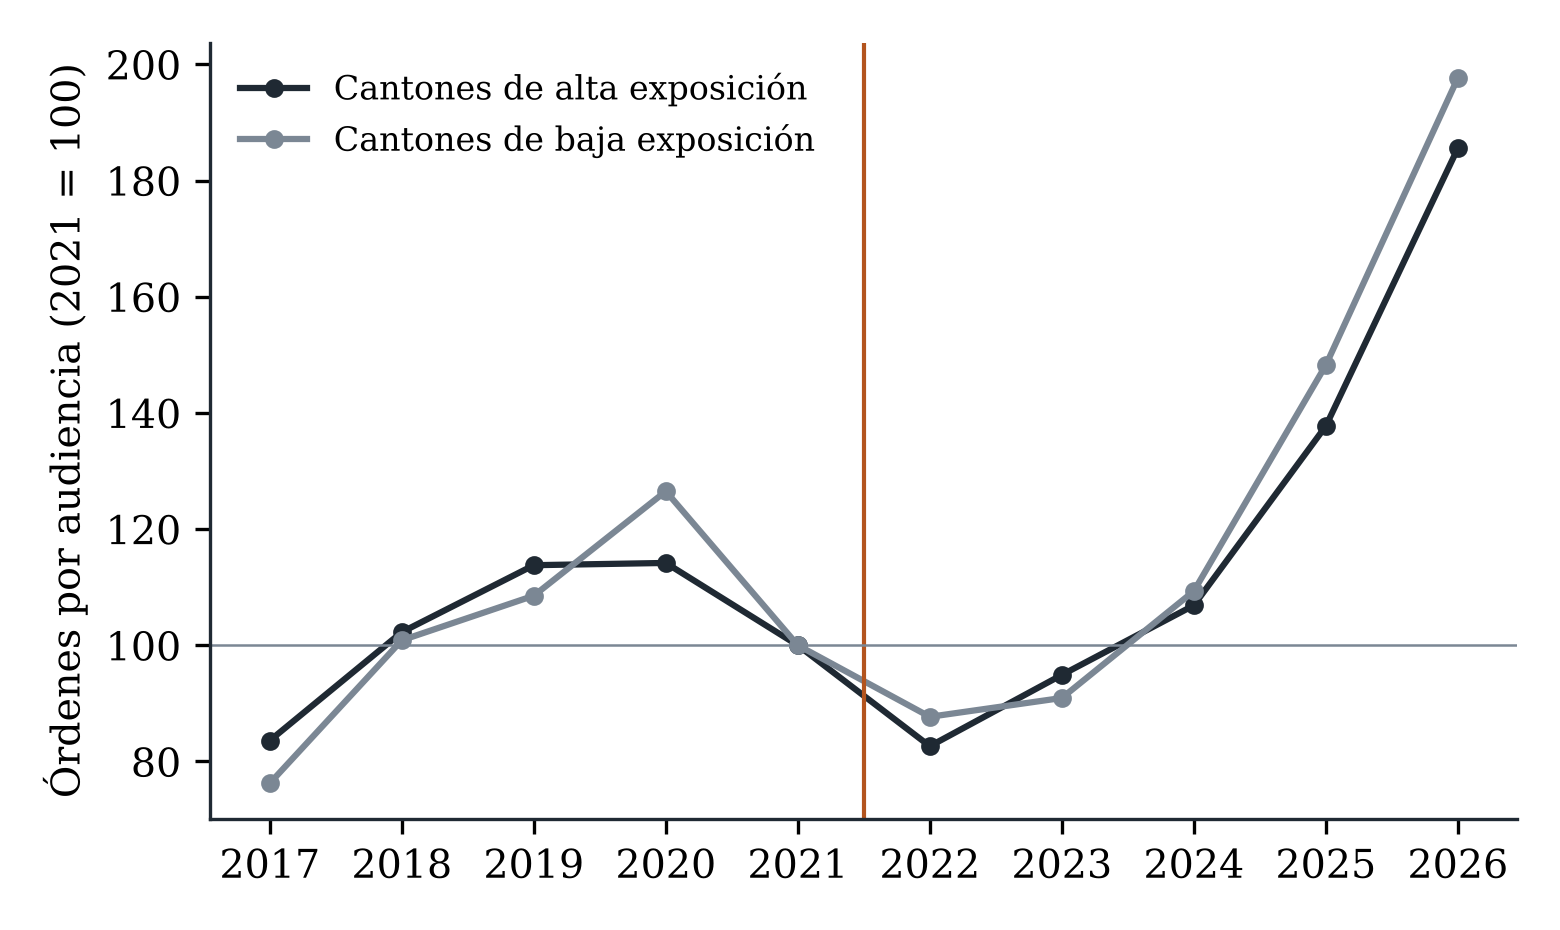 Órdenes por audiencia (2021 = 100)
200
180
160
140
120
100
80
Cantones de alta exposición
Cantones de baja exposición
2017 2018 2019 2020 2021 2022 2023 2024 2025 2026